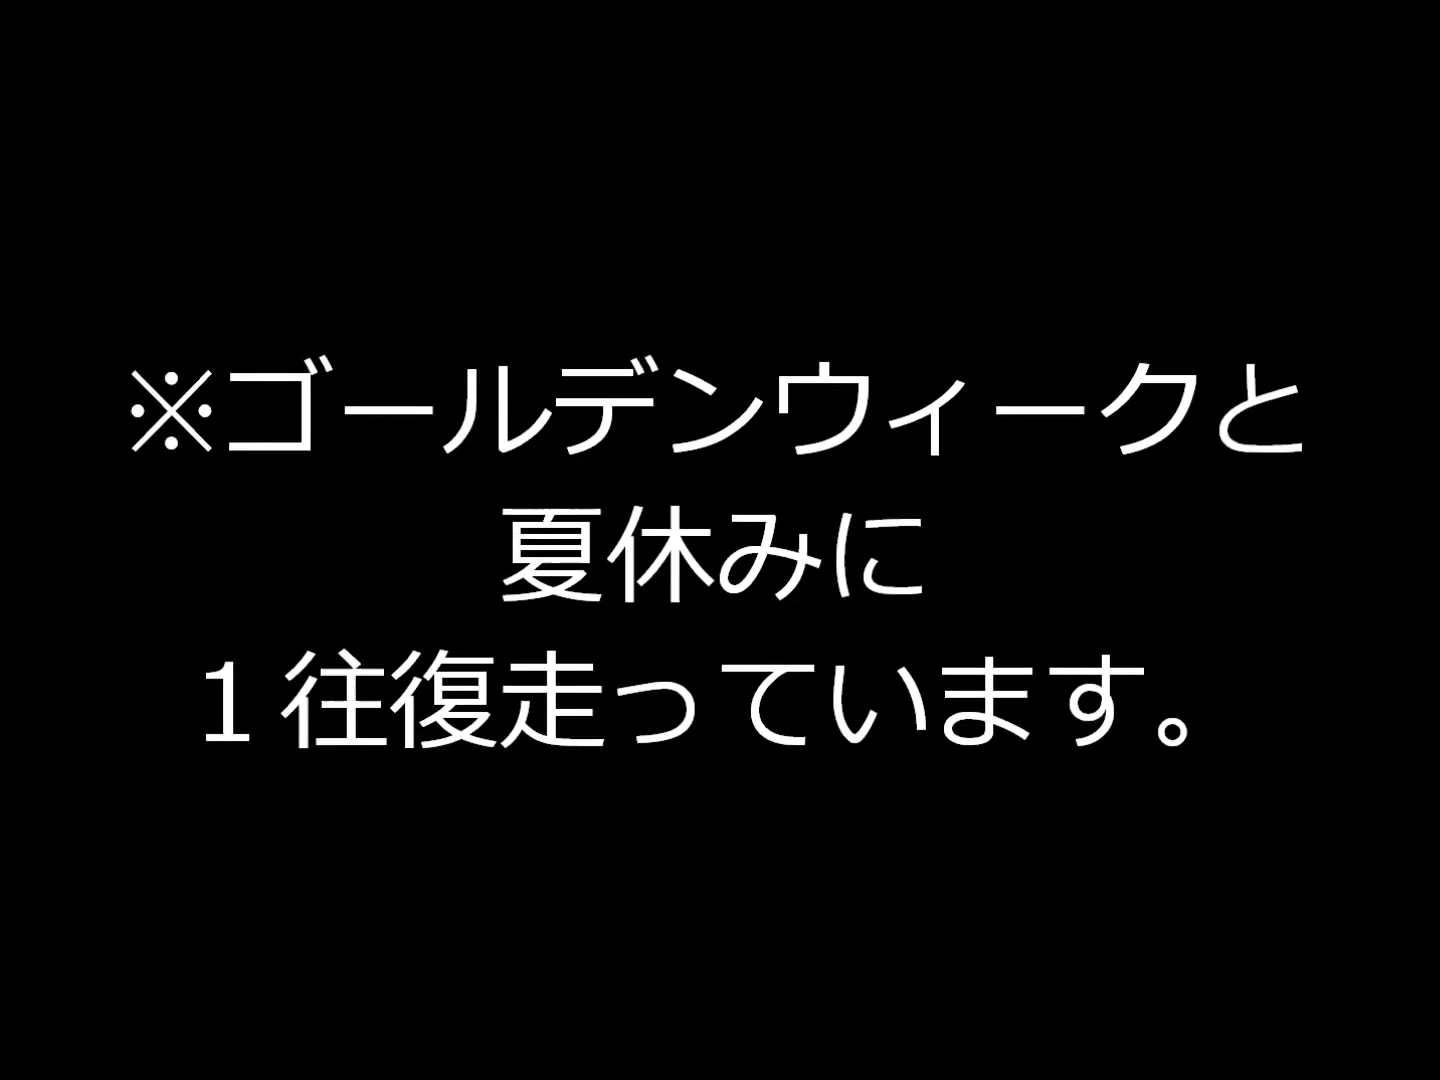 ※ゴールデンウィークと
夏休みに
１往復走っています。